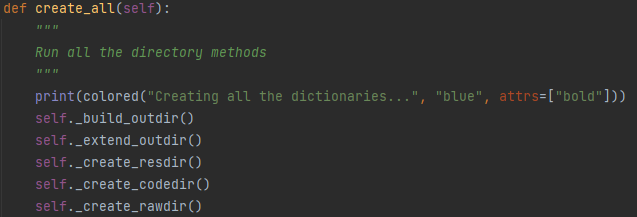 def create_all(self):
    """
    Run all the directory methods
    """
    print(colored("Creating all the dictionaries...", "blue", attrs=["bold"]))
    self._build_outdir()
    self._extend_outdir()
    self._create_resdir()
    self._create_codedir()
    self._create_rawdir()